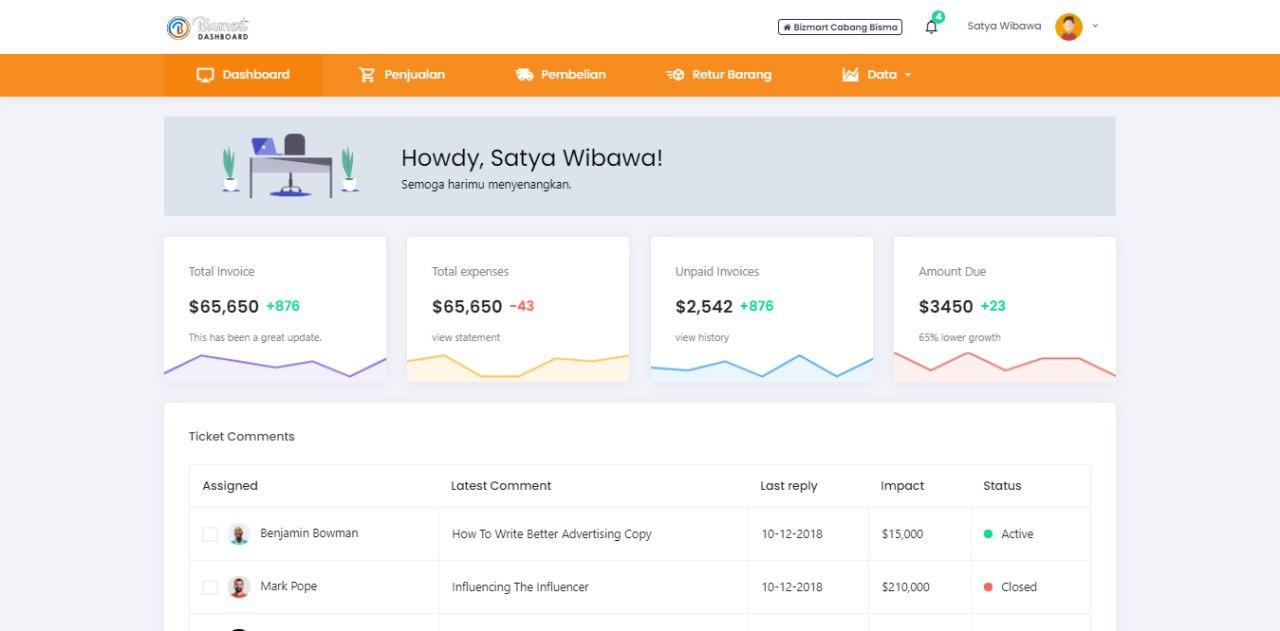 Bizmart
DASHBOARD
Bizmart Cabang Bisma
4
Satya Wibawa
Dashboard
Penjualan
Pembelian
Retur Barang
Data
Howdy, Satya Wibawa!
Semoga harimu menyenangkan.
Total Invoice
$65,650 +876
This has been a great update.
Total expenses
$65,650 -43
view statement
Unpaid Invoices
$2,542 +876
view history
Amount Due
$3450 +23
65% lower growth
Ticket Comments
Assigned Latest Comment Last reply Impact Status
Benjamin Bowman How To Write Better Advertising Copy 10-12-2018 $15,000 Active
Mark Pope Influencing The Influencer 10-12-2018 $210,000 Closed